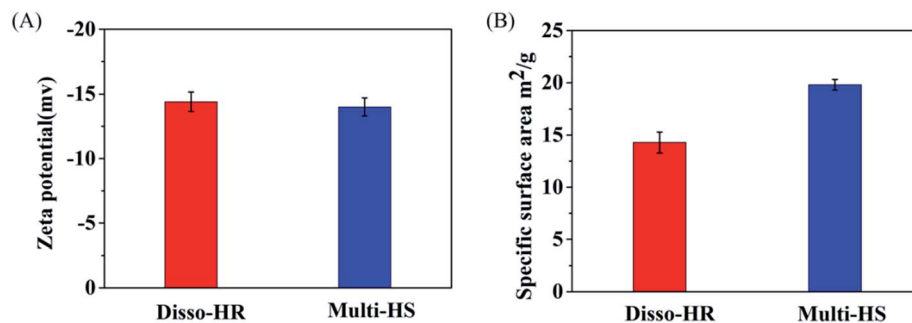 (A)
Zeta potential(mv)
-20
-15
-10
-5
0
Disso-HR
Multi-HS
(B)
Specific surface area m²/g
25
20
15
10
5
0
Disso-HR
Multi-HS